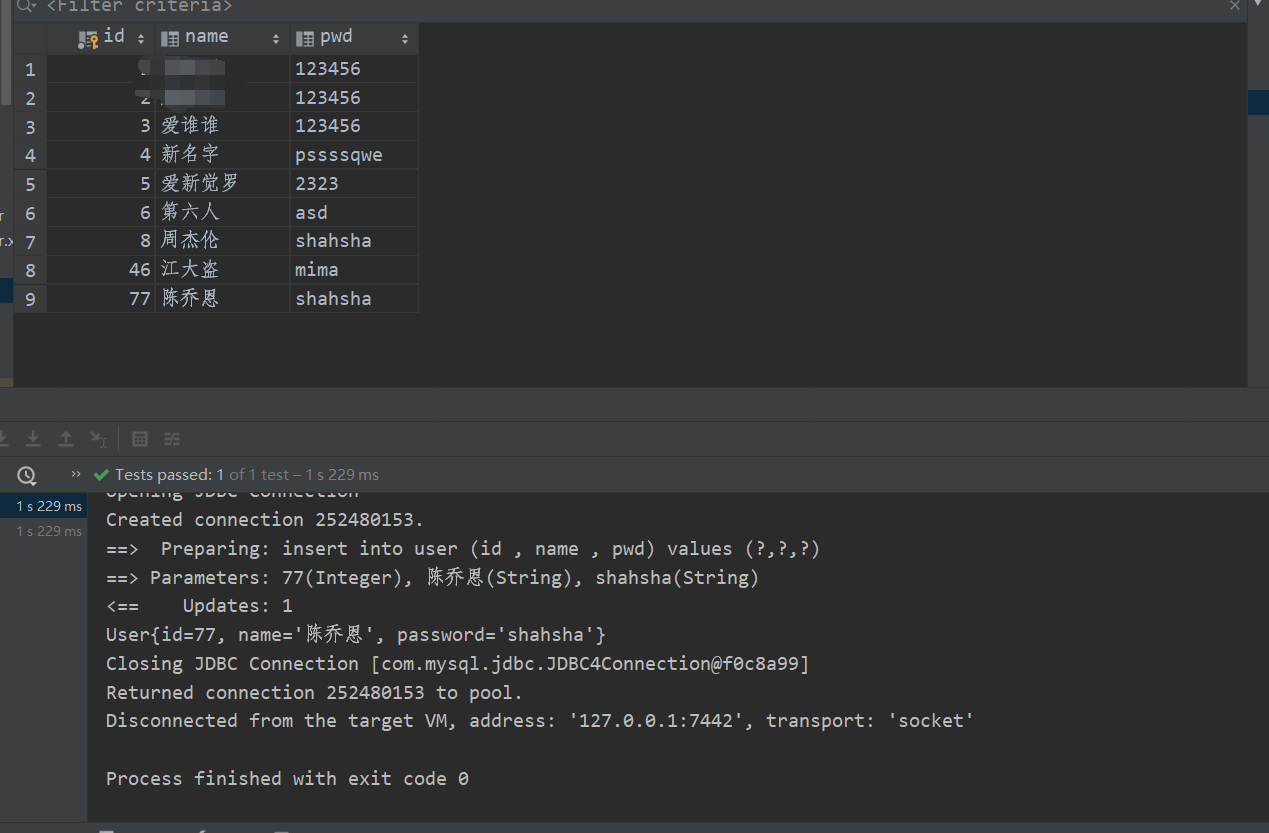 <Filter criteria>
id name pwd
1 123456
2 2 123456
3 3 爱谁谁 123456
4 4 新名字 pssssqwe
5 5 爱新觉罗 2323
6 6 第六人 asd
7 8 周杰伦 shahsha
8 46 江大盗 mima
9 77 陈乔恩 shahsha
r
r.x
Tests passed: 1 of 1 test – 1 s 229 ms
1 s 229 ms
1 s 229 ms
Opening JDBC Connection
Created connection 252480153.
==>  Preparing: insert into user (id , name , pwd) values (?,?,?)
==> Parameters: 77(Integer), 陈乔恩(String), shahsha(String)
<==    Updates: 1
User{id=77, name='陈乔恩', password='shahsha'}
Closing JDBC Connection [com.mysql.jdbc.JDBC4Connection@f0c8a99]
Returned connection 252480153 to pool.
Disconnected from the target VM, address: '127.0.0.1:7442', transport: 'socket'
Process finished with exit code 0